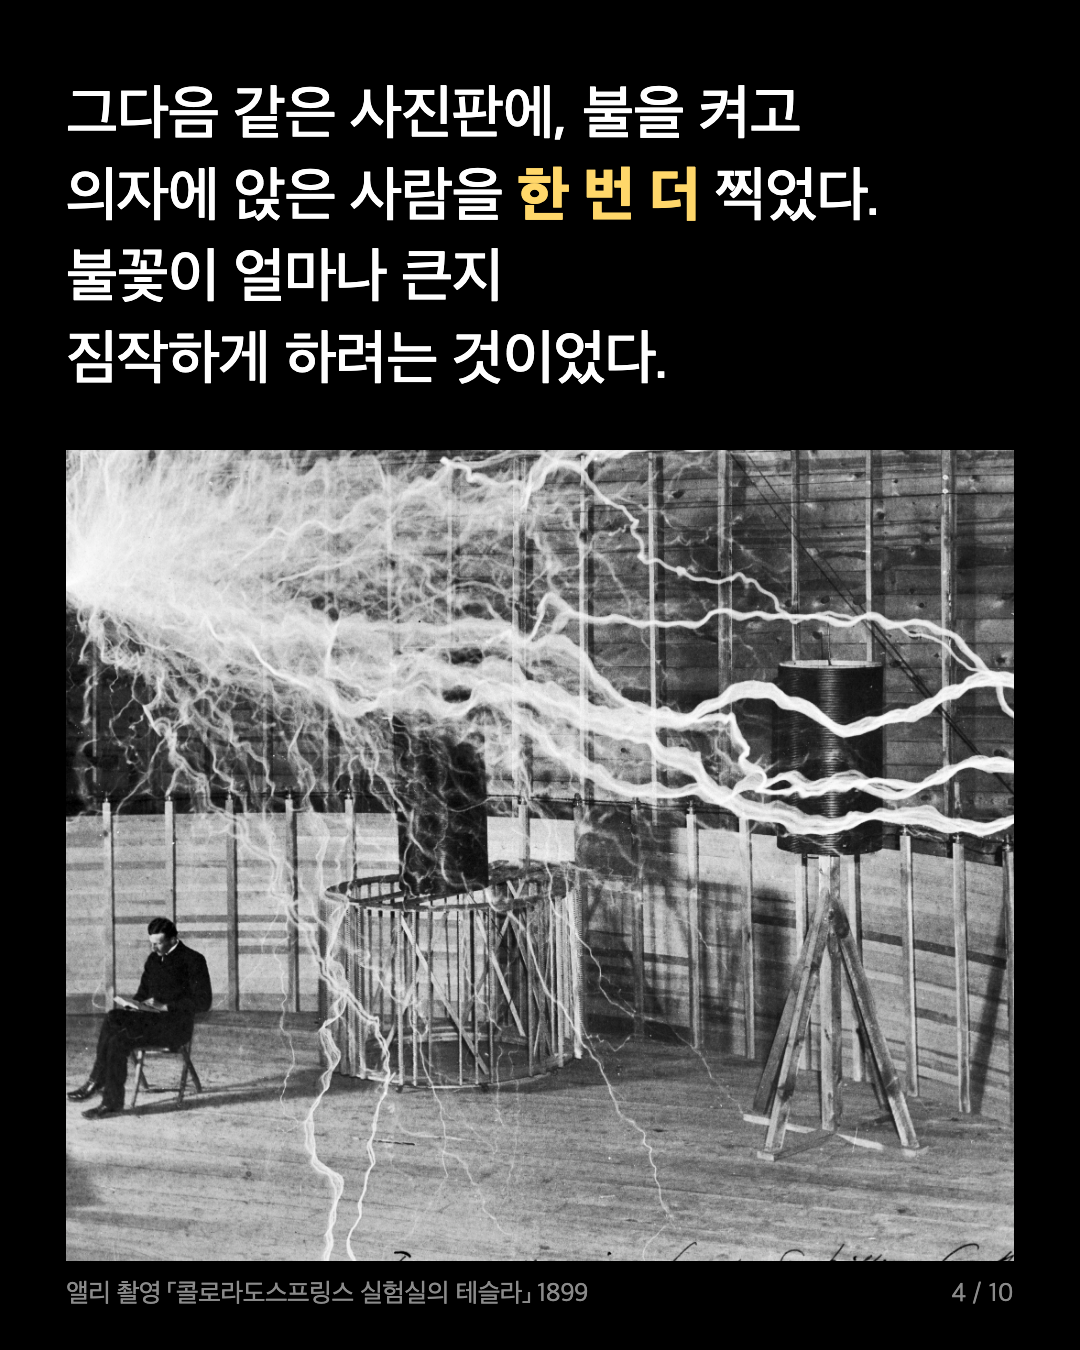 그다음 같은 사진판에, 불을 켜고
의자에 앉은 사람을 한 번 더 찍었다.
불꽃이 얼마나 큰지
짐작하게 하려는 것이었다.
앨리 촬영 「콜로라도스프링스 실험실의 테슬라」 1899
4 / 10